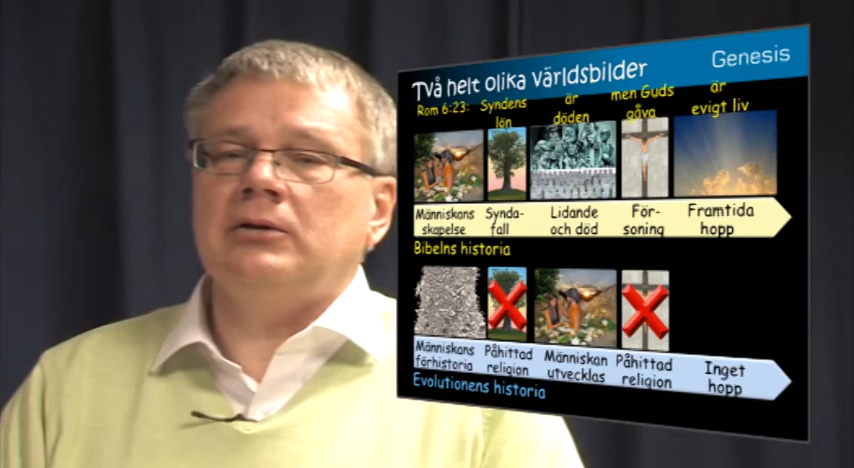 Två helt olika världsbilder
Genesis
Rom 6:23:
Syndens
lön
är
döden
men Guds
gåva
är
evigt liv
Människans
skapelse
Synda-
fall
Lidande
och död
För-
soning
Framtida
hopp
Bibelns historia
Människans
förhistoria
Påhittad
religion
Människan
utvecklas
Påhittad
religion
Inget
hopp
Evolutionens historia